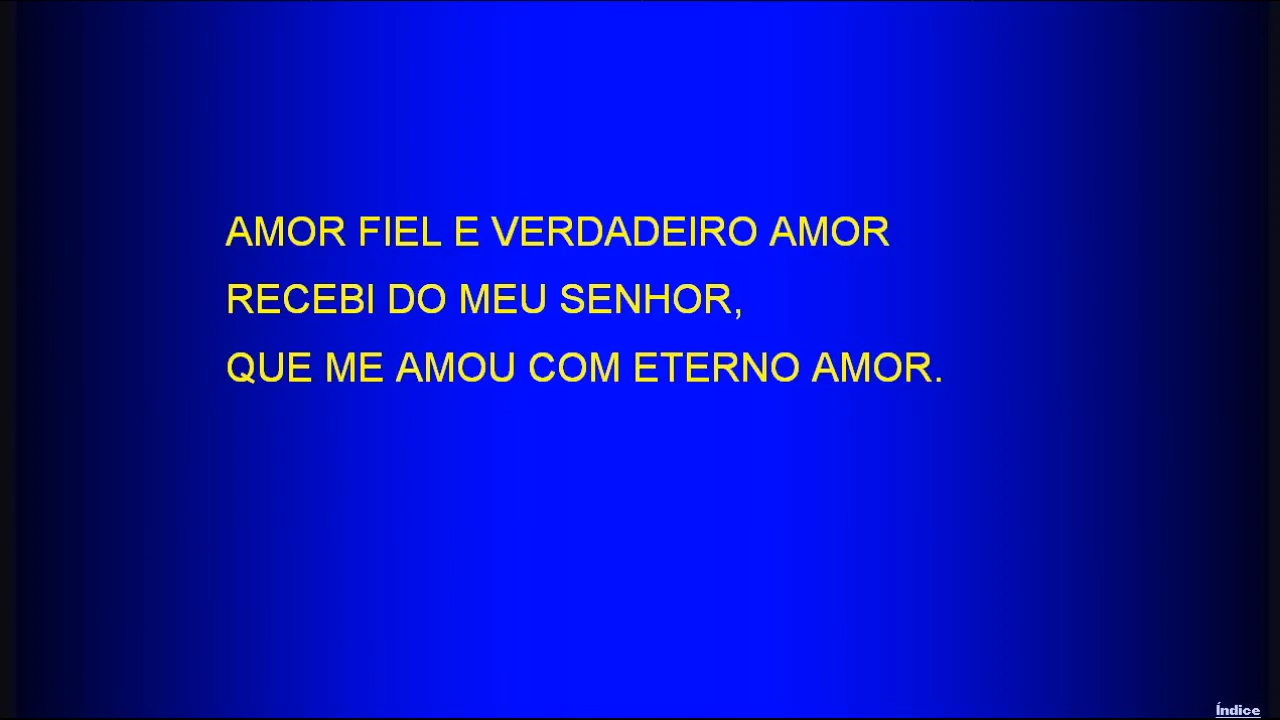 AMOR FIEL E VERDADEIRO AMOR
RECEBI DO MEU SENHOR,
QUE ME AMOU COM ETERNO AMOR.
Índice